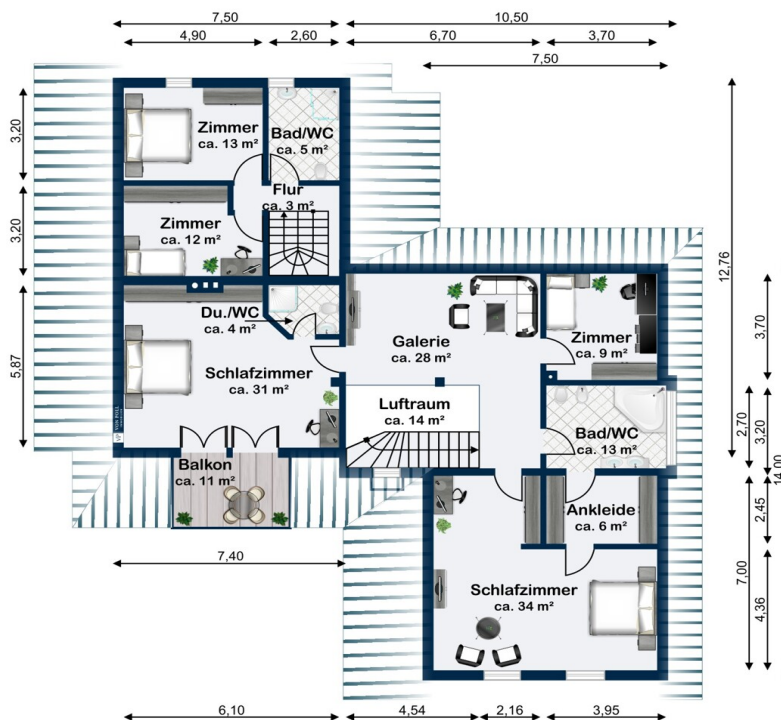 7,50
10,50
4,90
2,60
6,70
3,70
7,50
3,20
Zimmer
ca. 13 m²
Bad/WC
ca. 5 m²
12,76
3,20
Flur
ca. 3 m²
Zimmer
ca. 12 m²
5,87
Du./WC
ca. 4 m²
Schlafzimmer
ca. 31 m²
Galerie
ca. 28 m²
Zimmer
ca. 9 m²
3,70
Luftraum
ca. 14 m²
Bad/WC
ca. 13 m²
2,70
3,20
14,00
Balkon
ca. 11 m²
Ankleide
ca. 6 m²
2,45
7,00
7,40
Schlafzimmer
ca. 34 m²
4,36
6,10
4,54
2,16
3,95